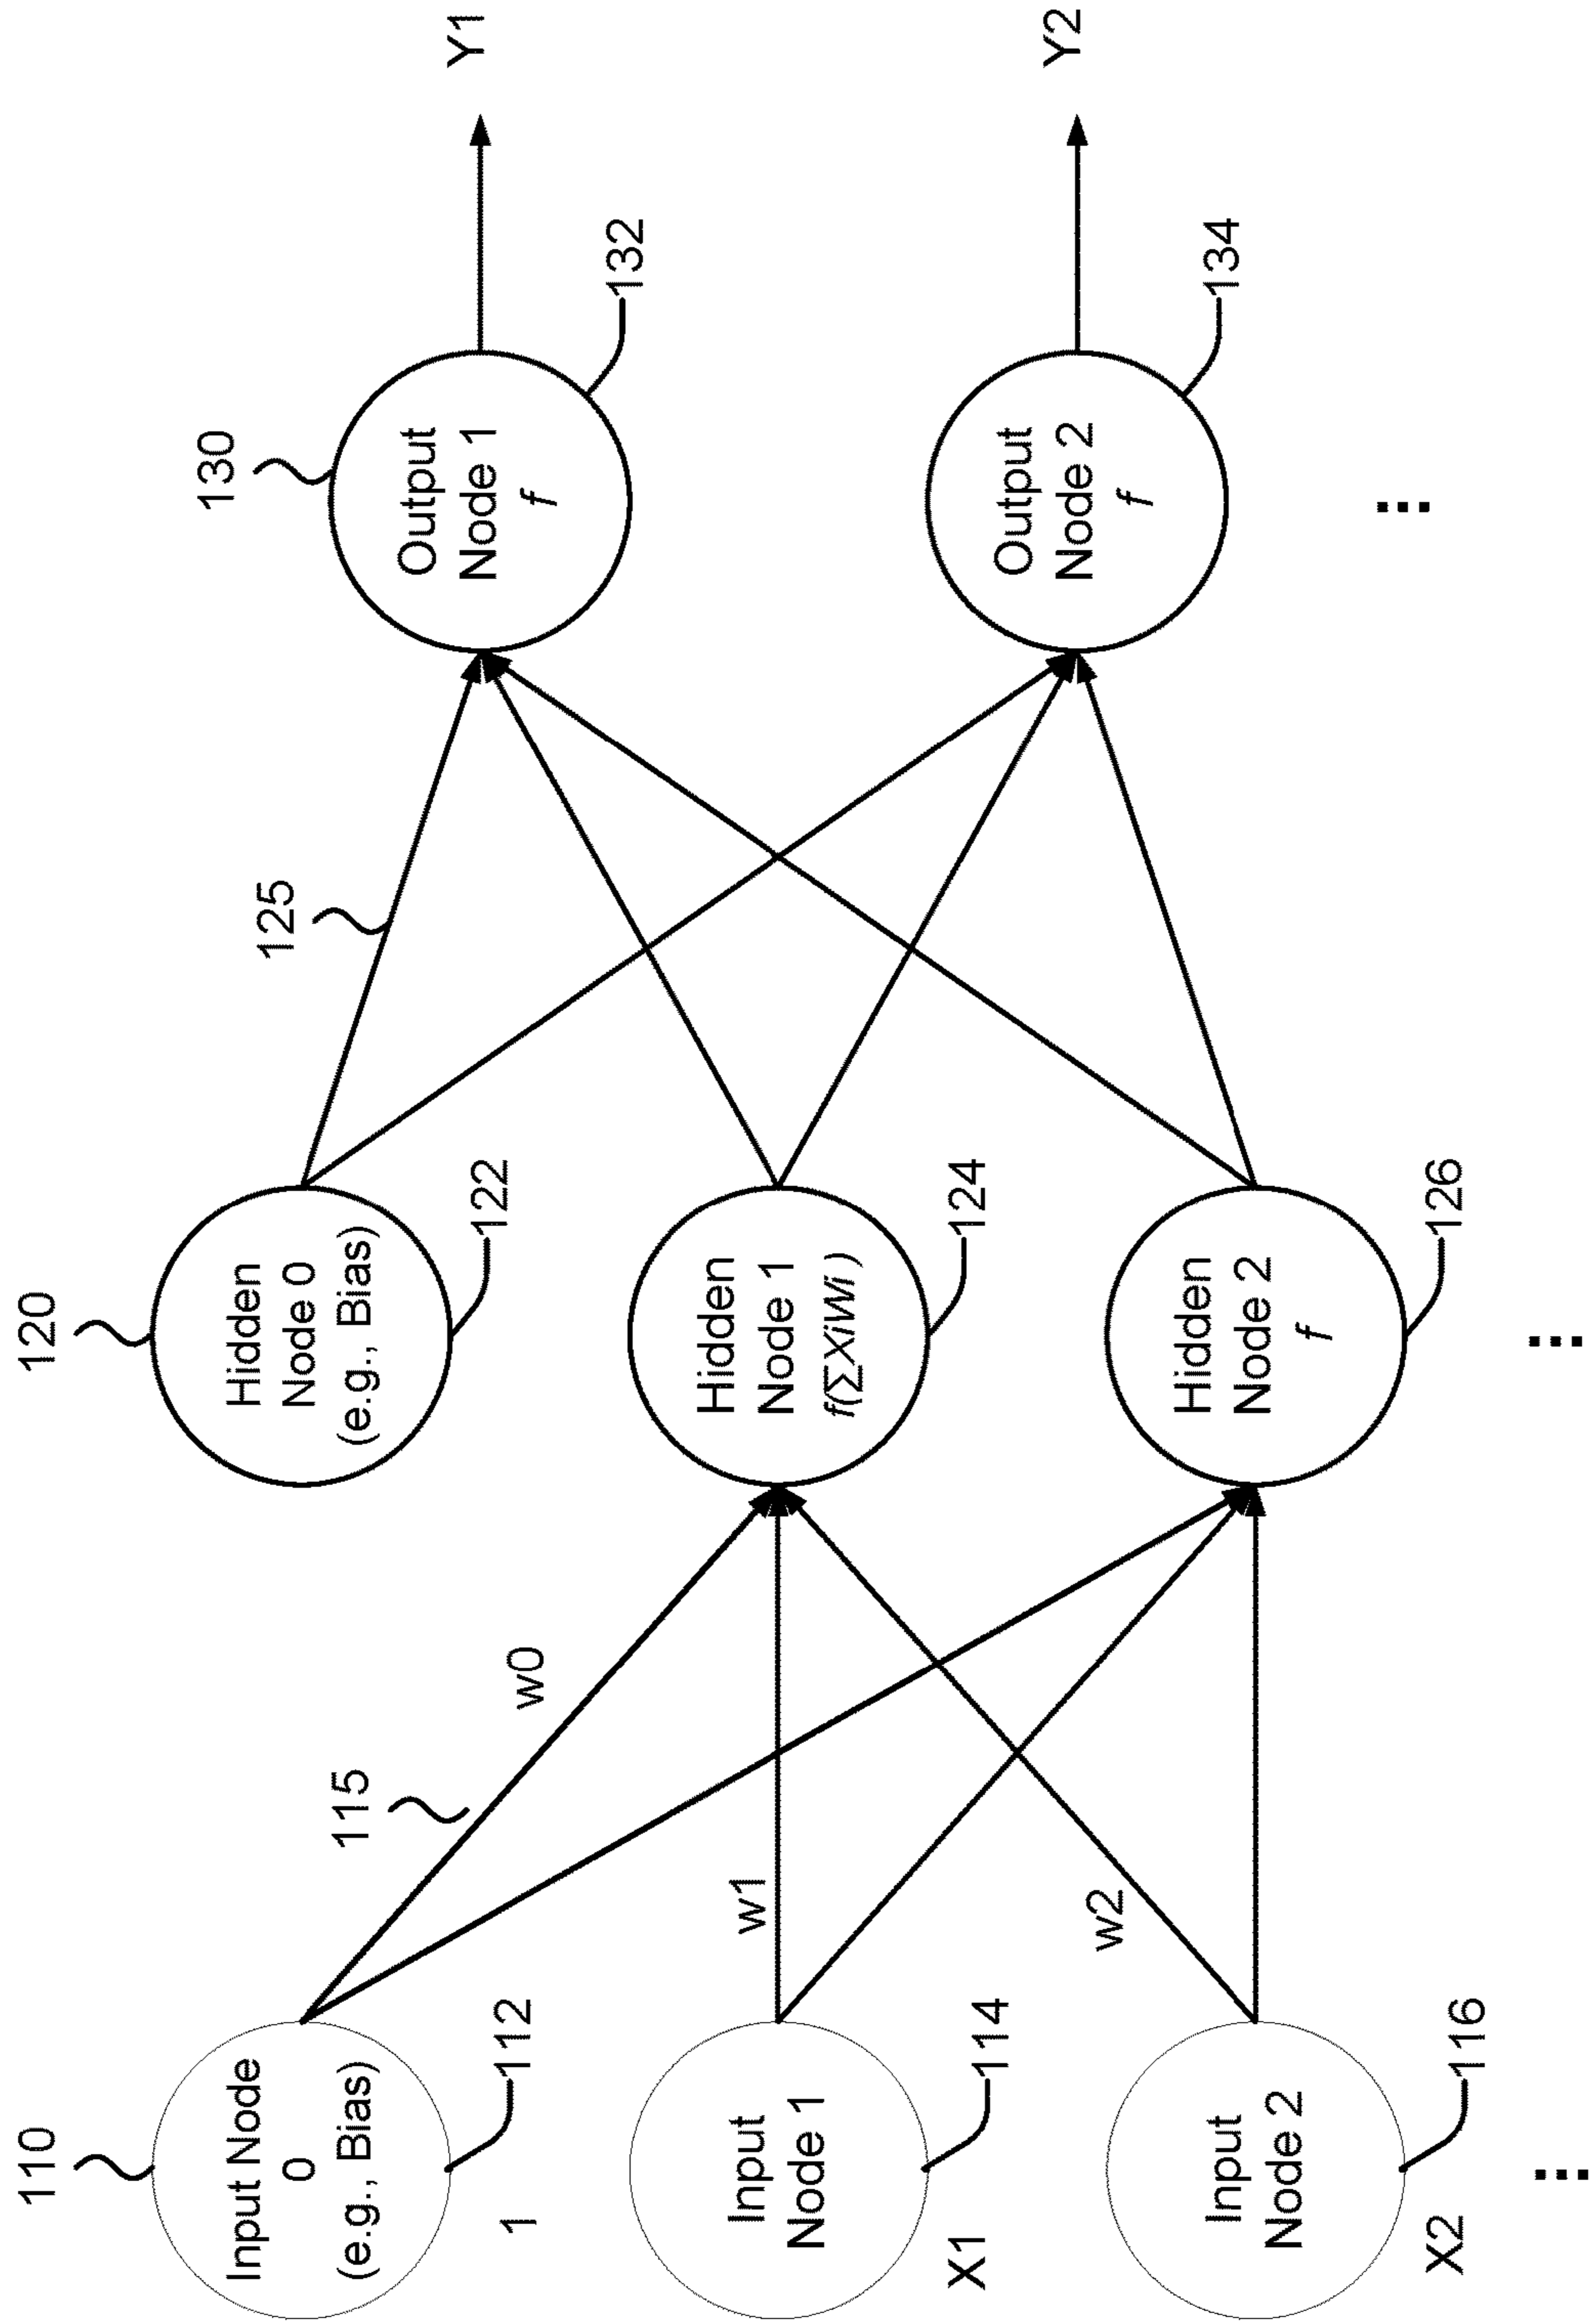 110
Input Node
0
(e.g., Bias)
112
1
Input
Node 1
114
X1
Input
Node 2
116
X2
...
115
w0
w1
w2
120
Hidden
Node 0
(e.g., Bias)
122
Hidden
Node 1
f(∑XiWi)
124
Hidden
Node 2
f
126
...
125
130
Output
Node 1
f
132
Output
Node 2
f
134
...
Y1
Y2